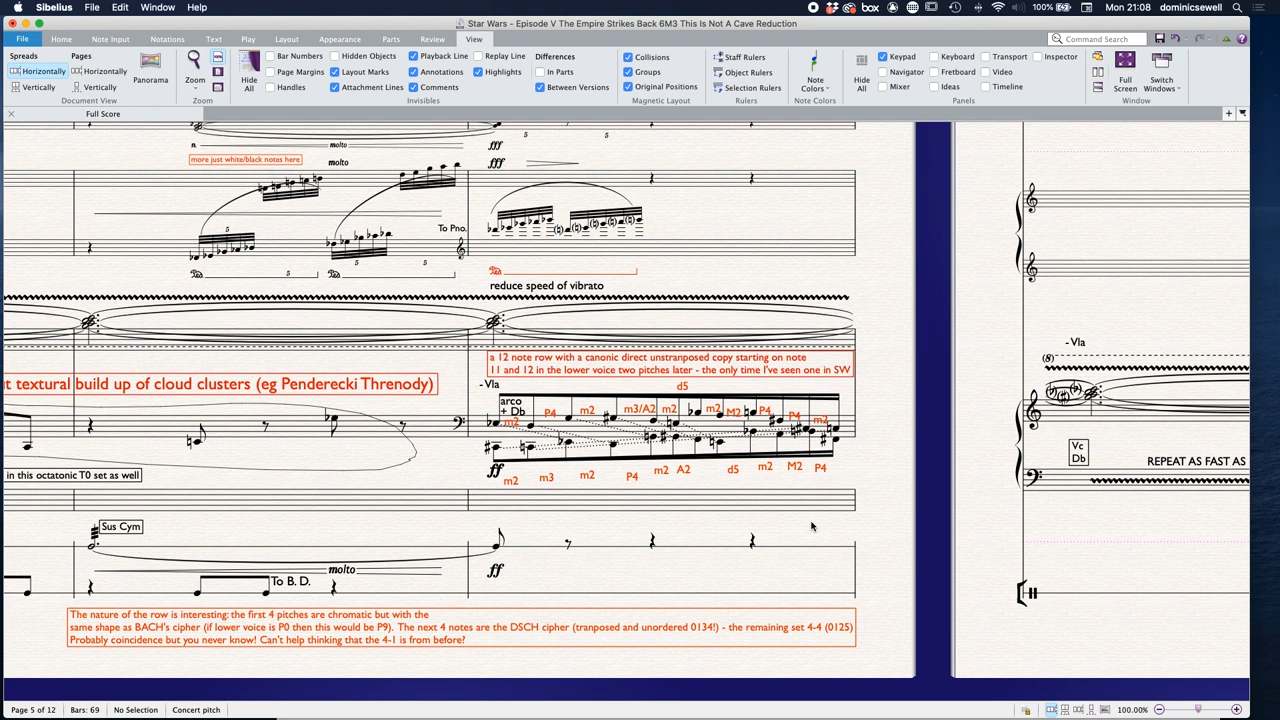 Sibelius File Edit Window Help box 100% Mon 21:08 dominicsewell
Star Wars - Episode V The Empire Strikes Back 6M3 This Is Not A Cave Reduction
File Home Note Input Notations Text Play Layout Appearance Parts Review View Command Search
Spreads Pages Bar Numbers Hidden Objects Playback Line Replay Line Differences Collisions Staff Rulers Keypad Keyboard Transport Inspector
Horizontally Horizontally Page Margins Layout Marks Annotations Highlights In Parts Groups Object Rulers Navigator Fretboard Video
Vertically Vertically Handles Attachment Lines Comments Between Versions Original Positions Selection Rulers Mixer Ideas Timeline
Panorama Zoom Hide All Note Colors Hide All Full Screen Switch Windows
Document View Zoom Invisibles Magnetic Layout Rulers Note Colors Panels Window
Full Score
n. molto fff 5 5
more just white/black notes here molto fff
5 To Pno.
5 5
5 5
reduce speed of vibrato
a 12 note row with a canonic direct unstransposed copy starting on note
11 and 12 in the lower voice two pitches later - the only time I've seen one in SW
t textural build up of cloud clusters (eg Penderecki Threnody)
-Vla d5
arco
+ Db
m2 P4 m2 m3/A2 m2 m2 M2 P4 P4 m2
ff m2 m3 m2 P4 m2 A2 d5 m2 M2 P4
in this octatonic T0 set as well
Sus Cym
molto ff
To B. D.
The nature of the row is interesting: the first 4 pitches are chromatic but with the
same shape as BACH's cipher (if lower voice is P0 then this would be P9). The next 4 notes are the DSCH cipher (tranposed and unordered 0134!) - the remaining set 4-4 (0125)
Probably coincidence but you never know! Can't help thinking that the 4-1 is from before?
-Vla
(8)
Vc
Db
REPEAT AS FAST AS
Page 5 of 12 Bars: 69 No Selection Concert pitch 100.00%